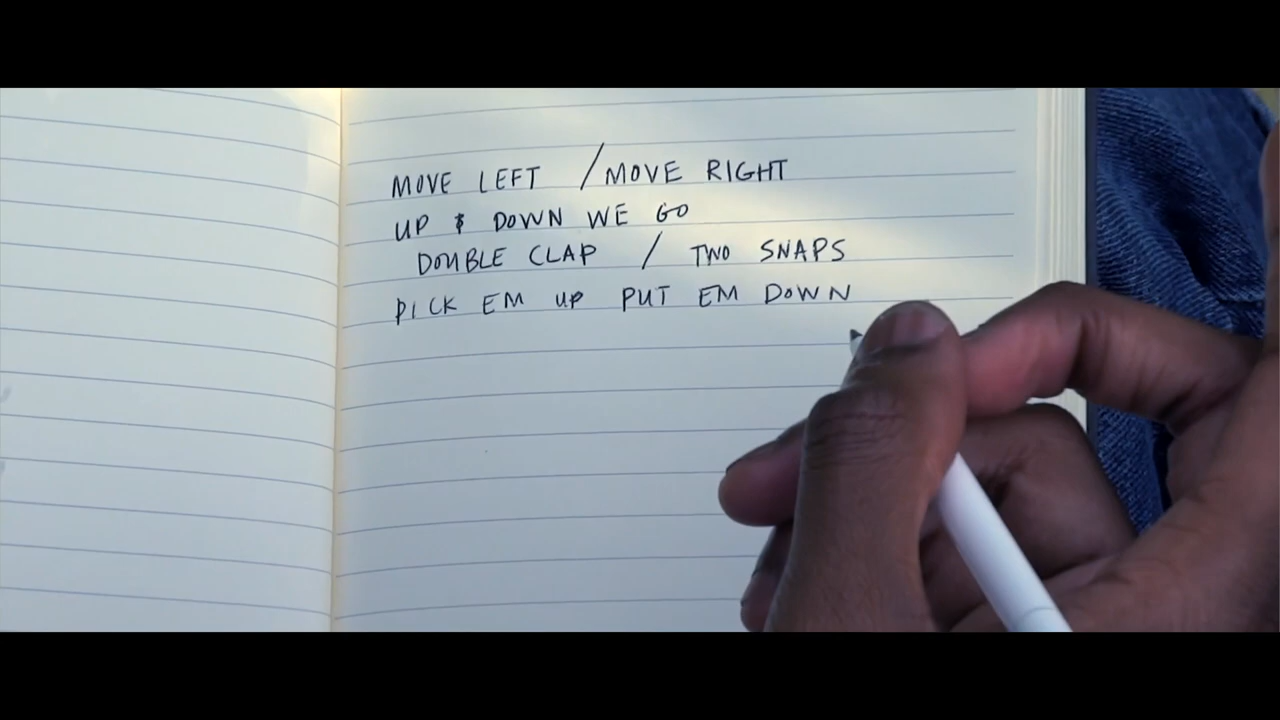 MOVE LEFT / MOVE RIGHT
UP & DOWN WE GO
DOUBLE CLAP / TWO SNAPS
PICK EM UP PUT EM DOWN